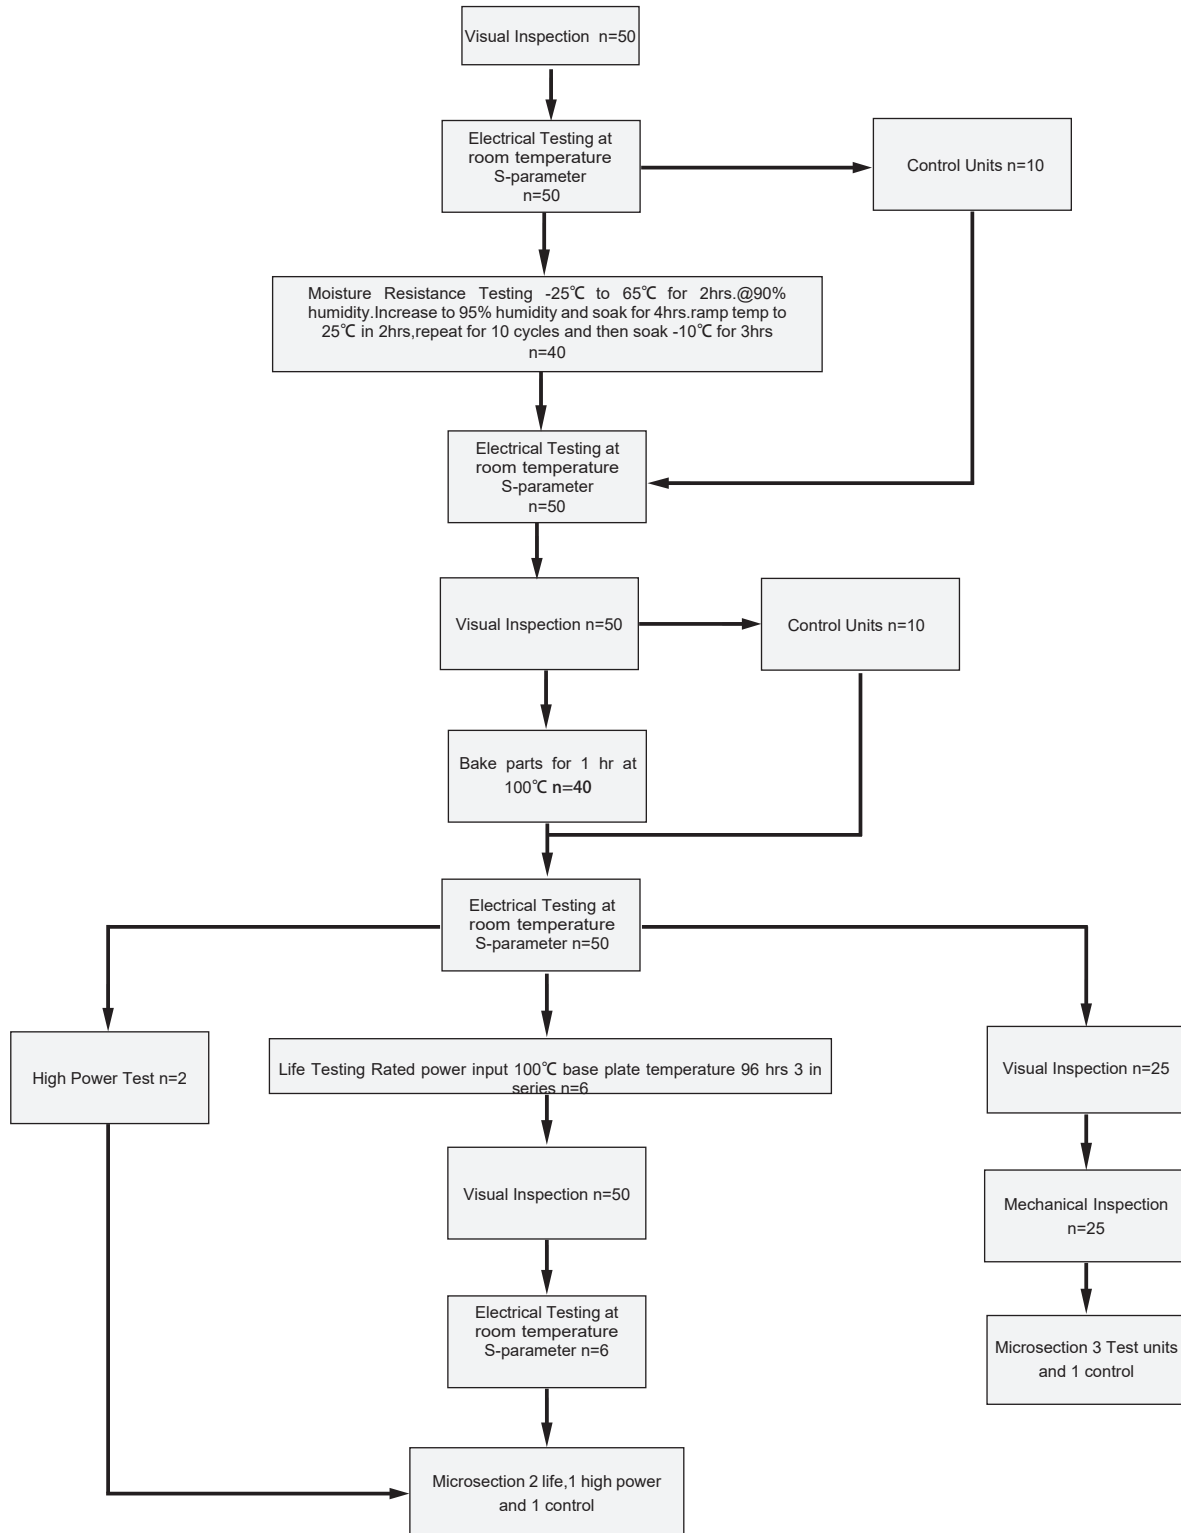 Visual Inspection n=50
Electrical Testing at
room temperature
S-parameter
n=50
Control Units n=10
Moisture Resistance Testing -25℃ to 65℃ for 2hrs.@90%
humidity.Increase to 95% humidity and soak for 4hrs.ramp temp to
25℃ in 2hrs,repeat for 10 cycles and then soak -10℃ for 3hrs
n=40
Electrical Testing at
room temperature
S-parameter
n=50
Visual Inspection n=50
Control Units n=10
Bake parts for 1 hr at
100℃ n=40
Electrical Testing at
room temperature
S-parameter n=50
High Power Test n=2
Life Testing Rated power input 100℃ base plate temperature 96 hrs 3 in
series n=6
Visual Inspection n=25
Visual Inspection n=50
Mechanical Inspection
n=25
Electrical Testing at
room temperature
S-parameter n=6
Microsection 3 Test units
and 1 control
Microsection 2 life,1 high power
and 1 control